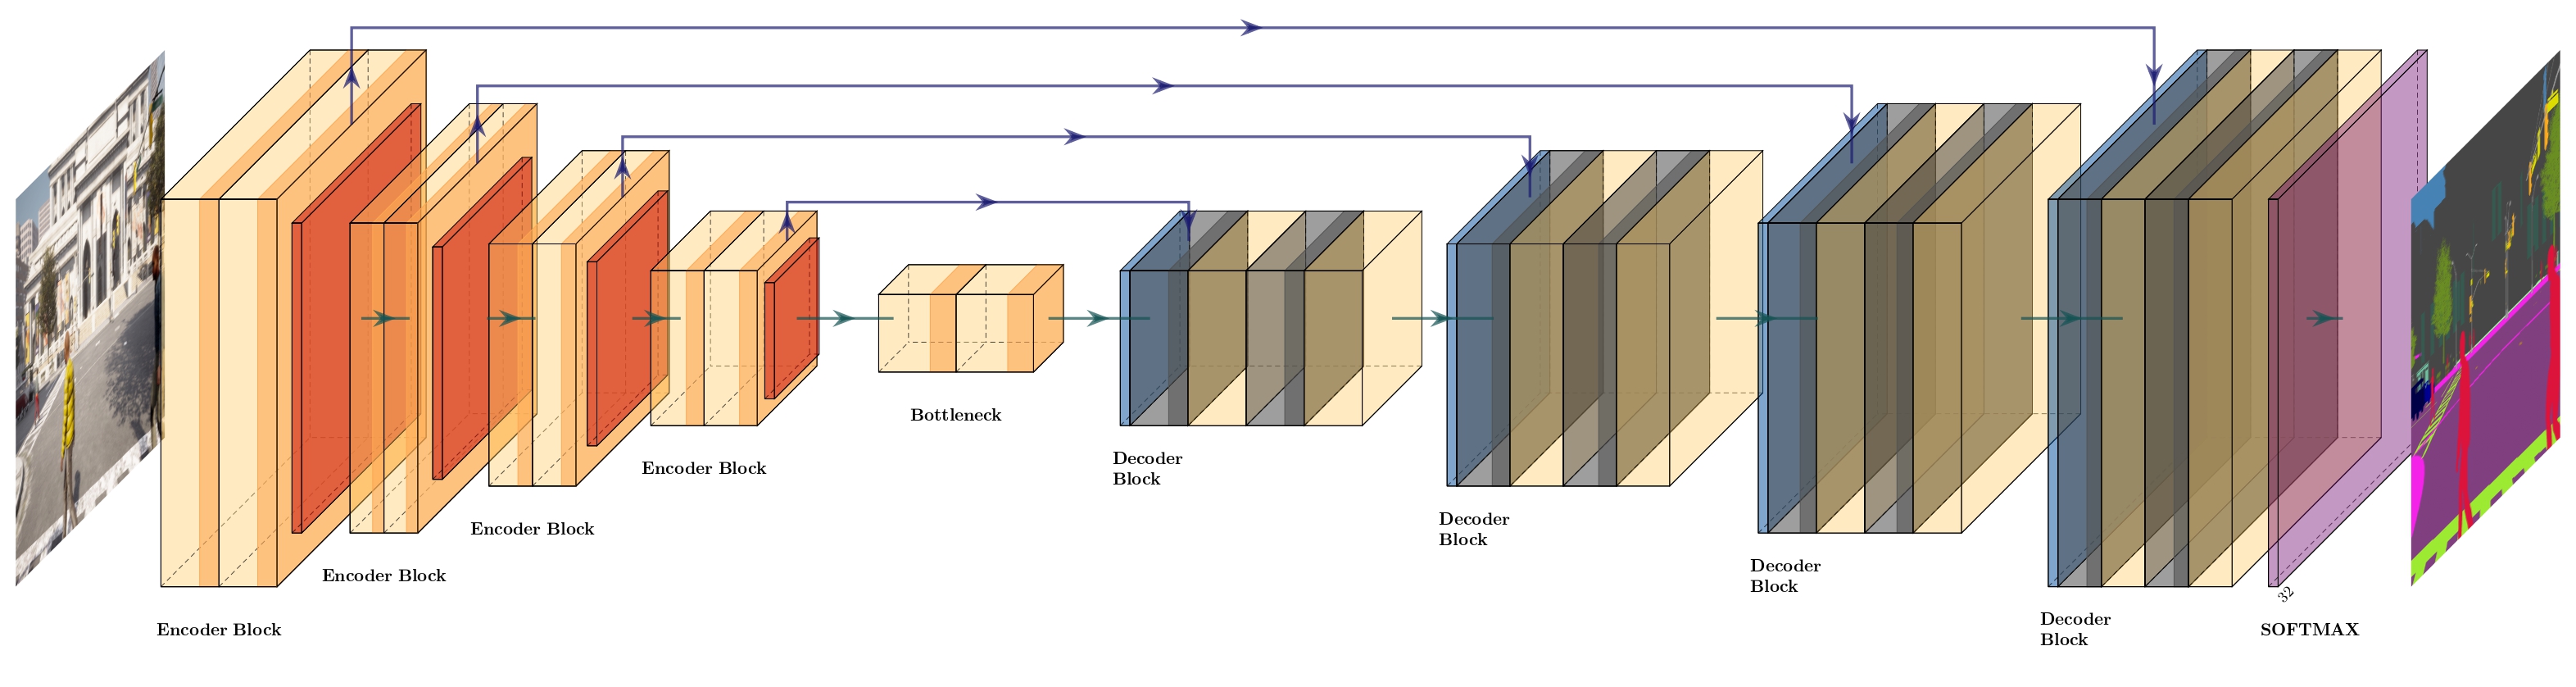 Encoder Block
Encoder Block
Encoder Block
Encoder Block
Bottleneck
Decoder
Block
Decoder
Block
Decoder
Block
Decoder
Block
32
SOFTMAX